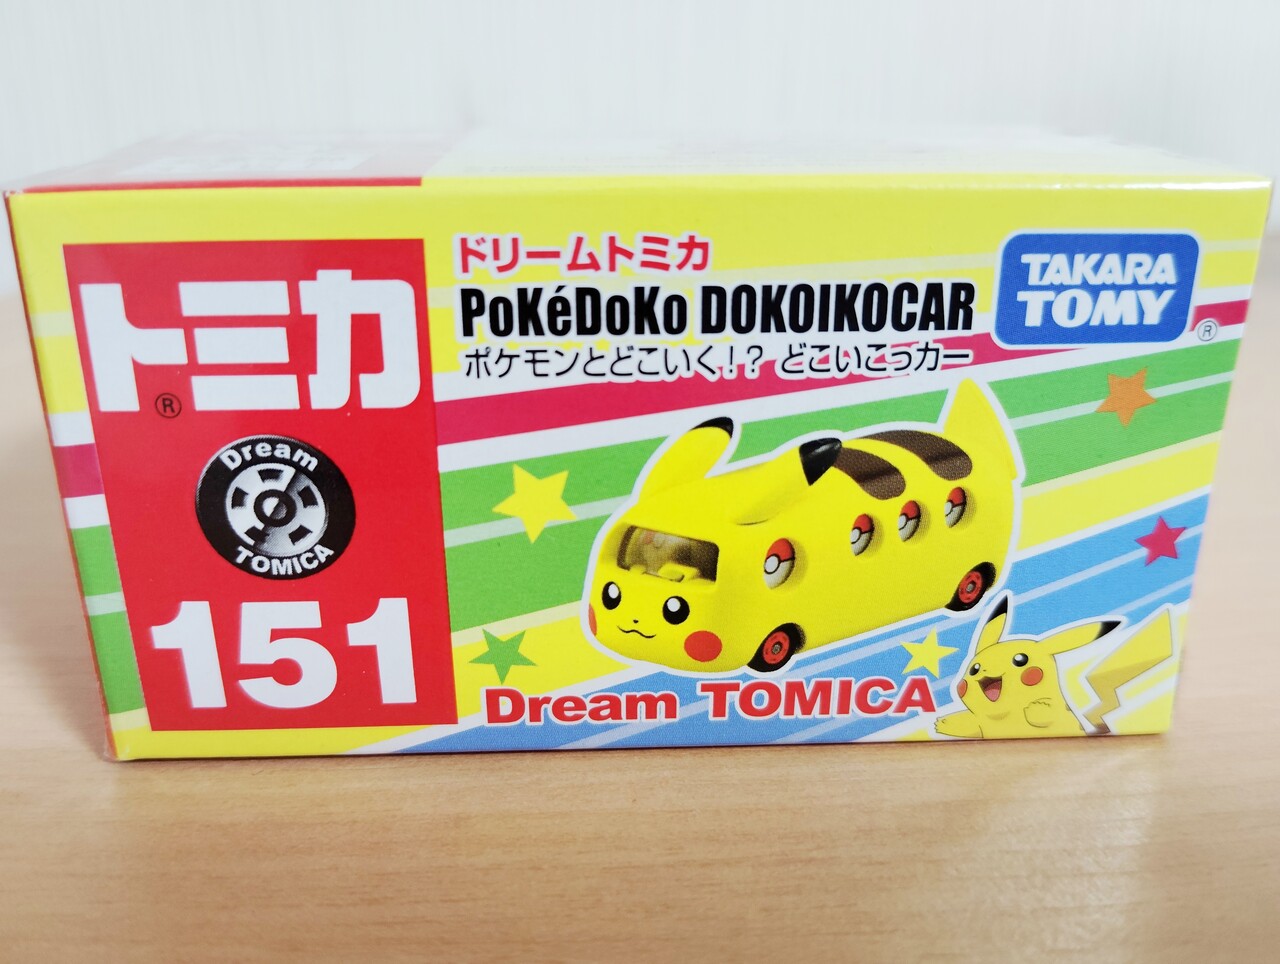 トミカ
®
Dream
TOMICA
151
ドリームトミカ
PoKéDoKo DOKOIKOCAR
ポケモンとどこいく!? どこいこっカー
TAKARA
TOMY
®
Dream TOMICA